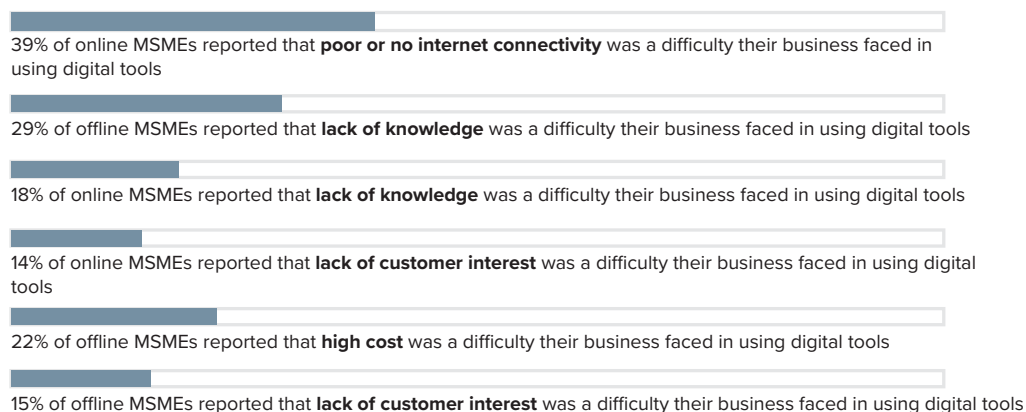 39% of online MSMEs reported that poor or no internet connectivity was a difficulty their business faced in
using digital tools
29% of offline MSMEs reported that lack of knowledge was a difficulty their business faced in using digital tools
18% of online MSMEs reported that lack of knowledge was a difficulty their business faced in using digital tools
14% of online MSMEs reported that lack of customer interest was a difficulty their business faced in using digital
tools
22% of offline MSMEs reported that high cost was a difficulty their business faced in using digital tools
15% of offline MSMEs reported that lack of customer interest was a difficulty their business faced in using digital tools